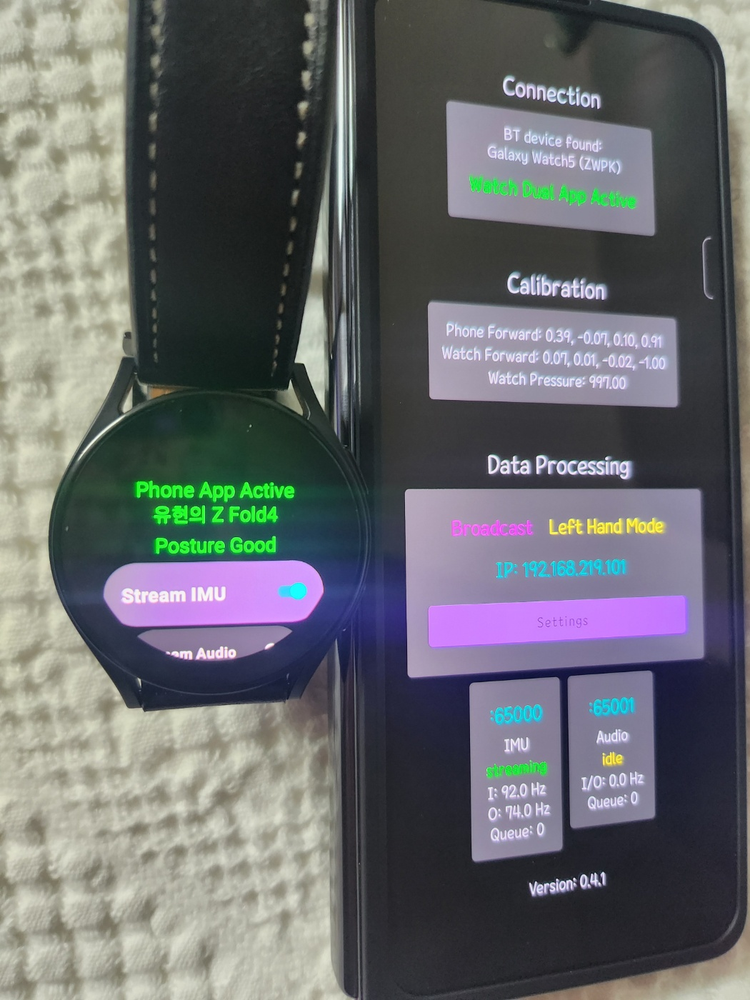 Phone App Active
유현의 Z Fold4
Posture Good
Stream IMU
Audio
Connection
BT device found:
Galaxy Watch5 (ZWPK)
Watch Dual App Active
Calibration
Phone Forward: 0.39, -0.07, 0.10, 0.91
Watch Forward: 0.07, 0.01, -0.02, -1.00
Watch Pressure: 997.00
Data Processing
Broadcast Left Hand Mode
IP: 192.168.219.101
Settings
:65000
IMU
streaming
I: 92.0 Hz
O: 74.0 Hz
Queue: 0
:65001
Audio
idle
I/O: 0.0 Hz
Queue: 0
Version: 0.4.1